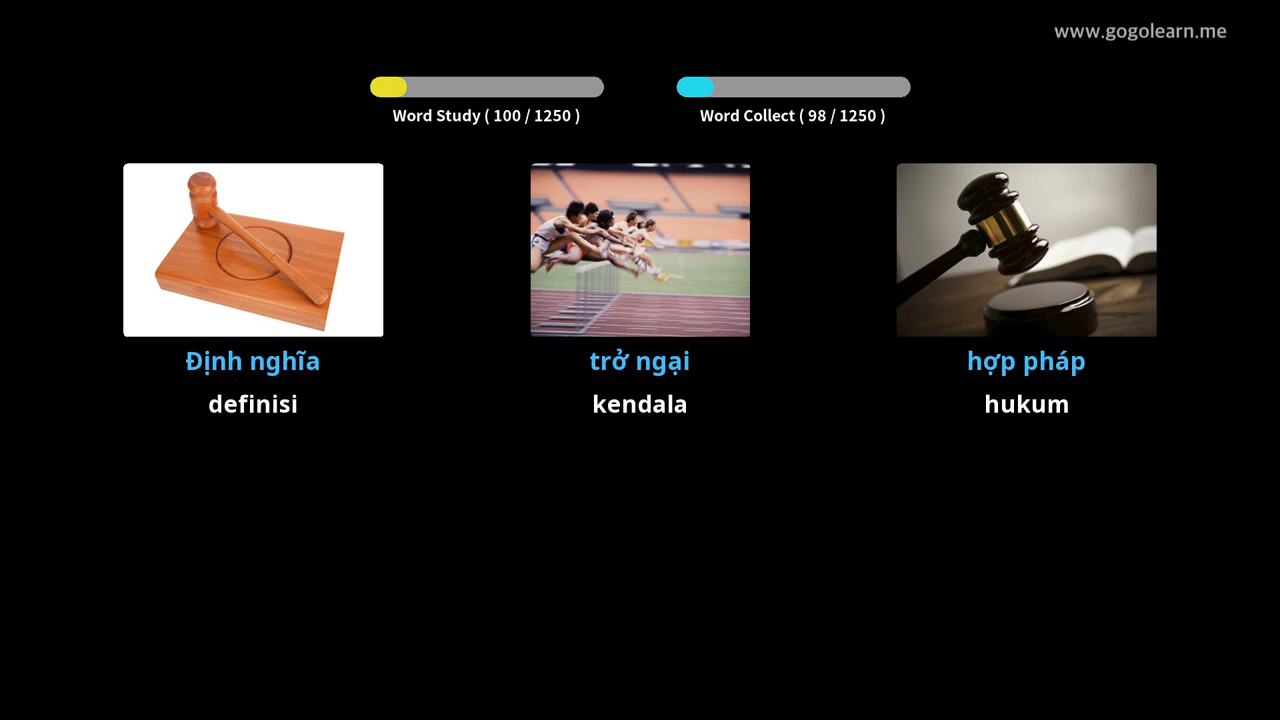 www.gogolearn.me
Word Study ( 100 / 1250 )
Word Collect ( 98 / 1250 )
Định nghĩa
trở ngại
hợp pháp
definisi
kendala
hukum